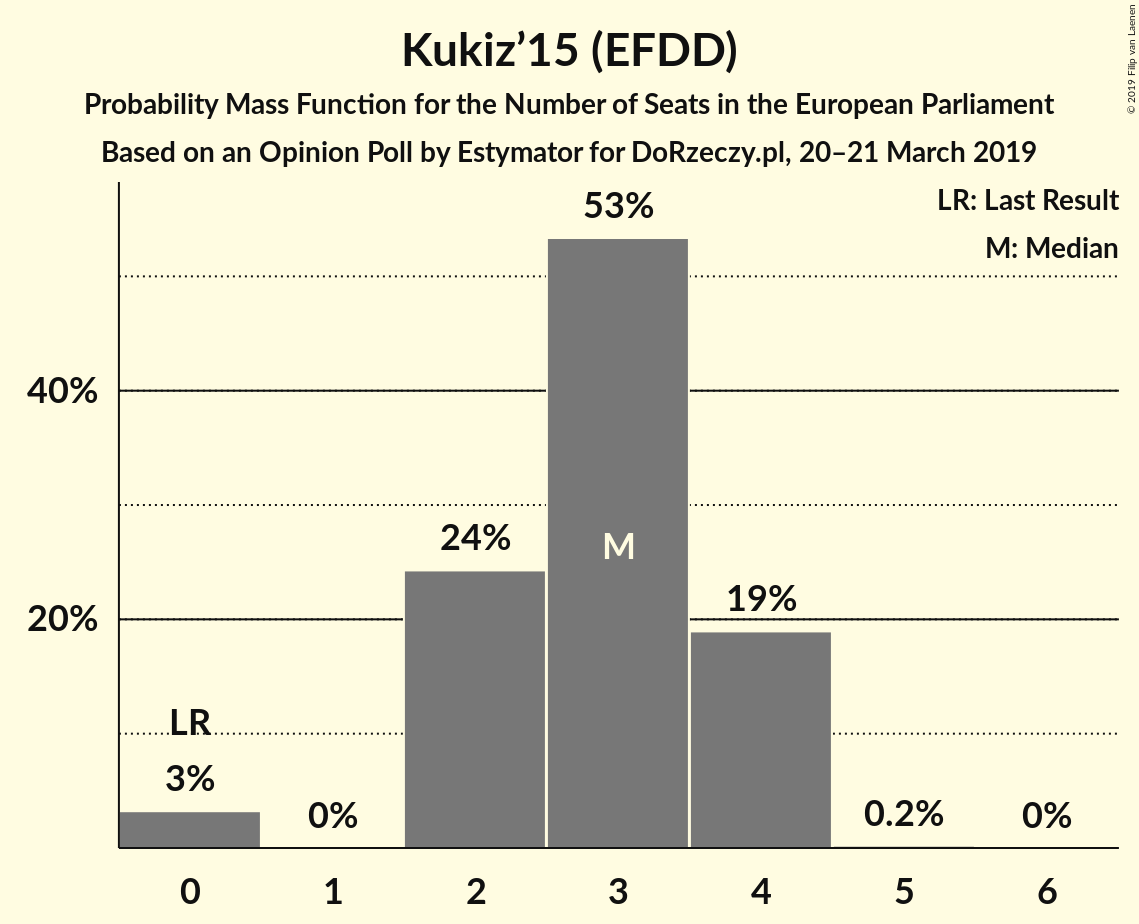 Kukiz’15 (EFDD)
Probability Mass Function for the Number of Seats in the European Parliament
Based on an Opinion Poll by Estymator for DoRzeczy.pl, 20–21 March 2019
© 2019 Filip van Laenen
LR: Last Result
M: Median
53%
40%
24%
M
19%
20%
LR
3%
0%
0.2%
0%
0 1 2 3 4 5 6